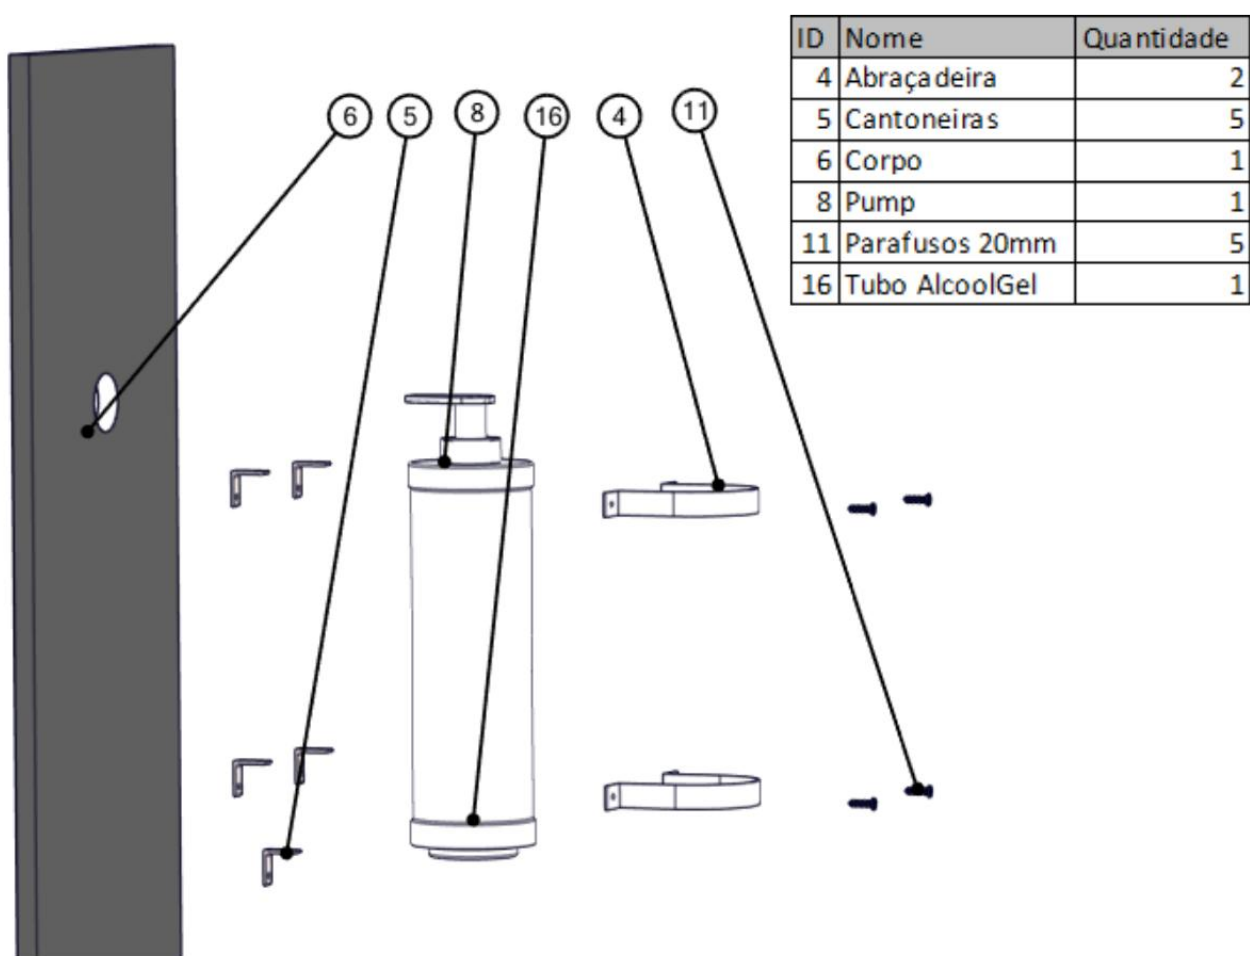 ID Nome Quantidade
4 Abraçadeira 2
5 Cantoneiras 5
6 Corpo 1
8 Pump 1
11 Parafusos 20mm 5
16 Tubo AlcoolGel 1
6 5 8 16 4 11